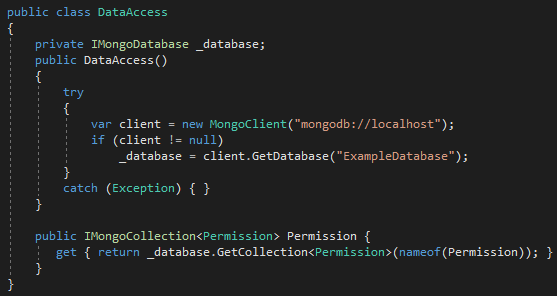 public class DataAccess
{
    private IMongoDatabase _database;
    public DataAccess()
    {
        try
        {
            var client = new MongoClient("mongodb://localhost");
            if (client != null)
                _database = client.GetDatabase("ExampleDatabase");
        }
        catch (Exception) { }
    }

    public IMongoCollection<Permission> Permission {
        get { return _database.GetCollection<Permission>(nameof(Permission)); }
    }
}